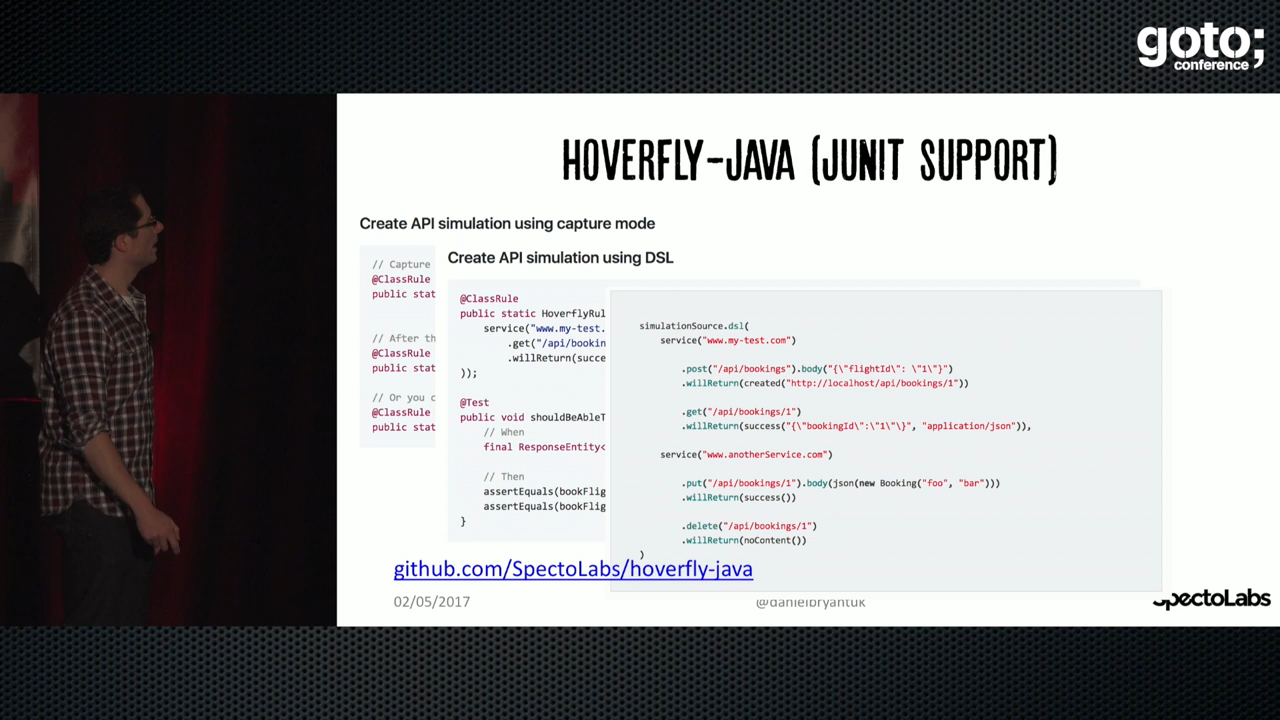 goto;
conference
HOVERFLY-JAVA (JUNIT SUPPORT)
Create API simulation using capture mode
// Capture
@ClassRule
public stat
// After th
@ClassRule
public stat
// Or you c
@ClassRule
public stat
Create API simulation using DSL
@ClassRule
public static HoverflyRul
service("www.my-test.
.get("/api/bookin
.willReturn(succe
));
@Test
public void shouldBeAbleT
// When
final ResponseEntity<
// Then
assertEquals(bookFlig
assertEquals(bookFlig
}
simulationSource.dsl(
service("www.my-test.com")
.post("/api/bookings").body("{\"flightId\": \"1\"}")
.willReturn(created("http://localhost/api/bookings/1"))
.get("/api/bookings/1")
.willReturn(success("{\"bookingId\":\"1\"\}", "application/json")),
service("www.anotherService.com")
.put("/api/bookings/1").body(json(new Booking("foo", "bar")))
.willReturn(success())
.delete("/api/bookings/1")
.willReturn(noContent())
)
github.com/SpectoLabs/hoverfly-java
02/05/2017
@danielbryantuk
SpectoLabs